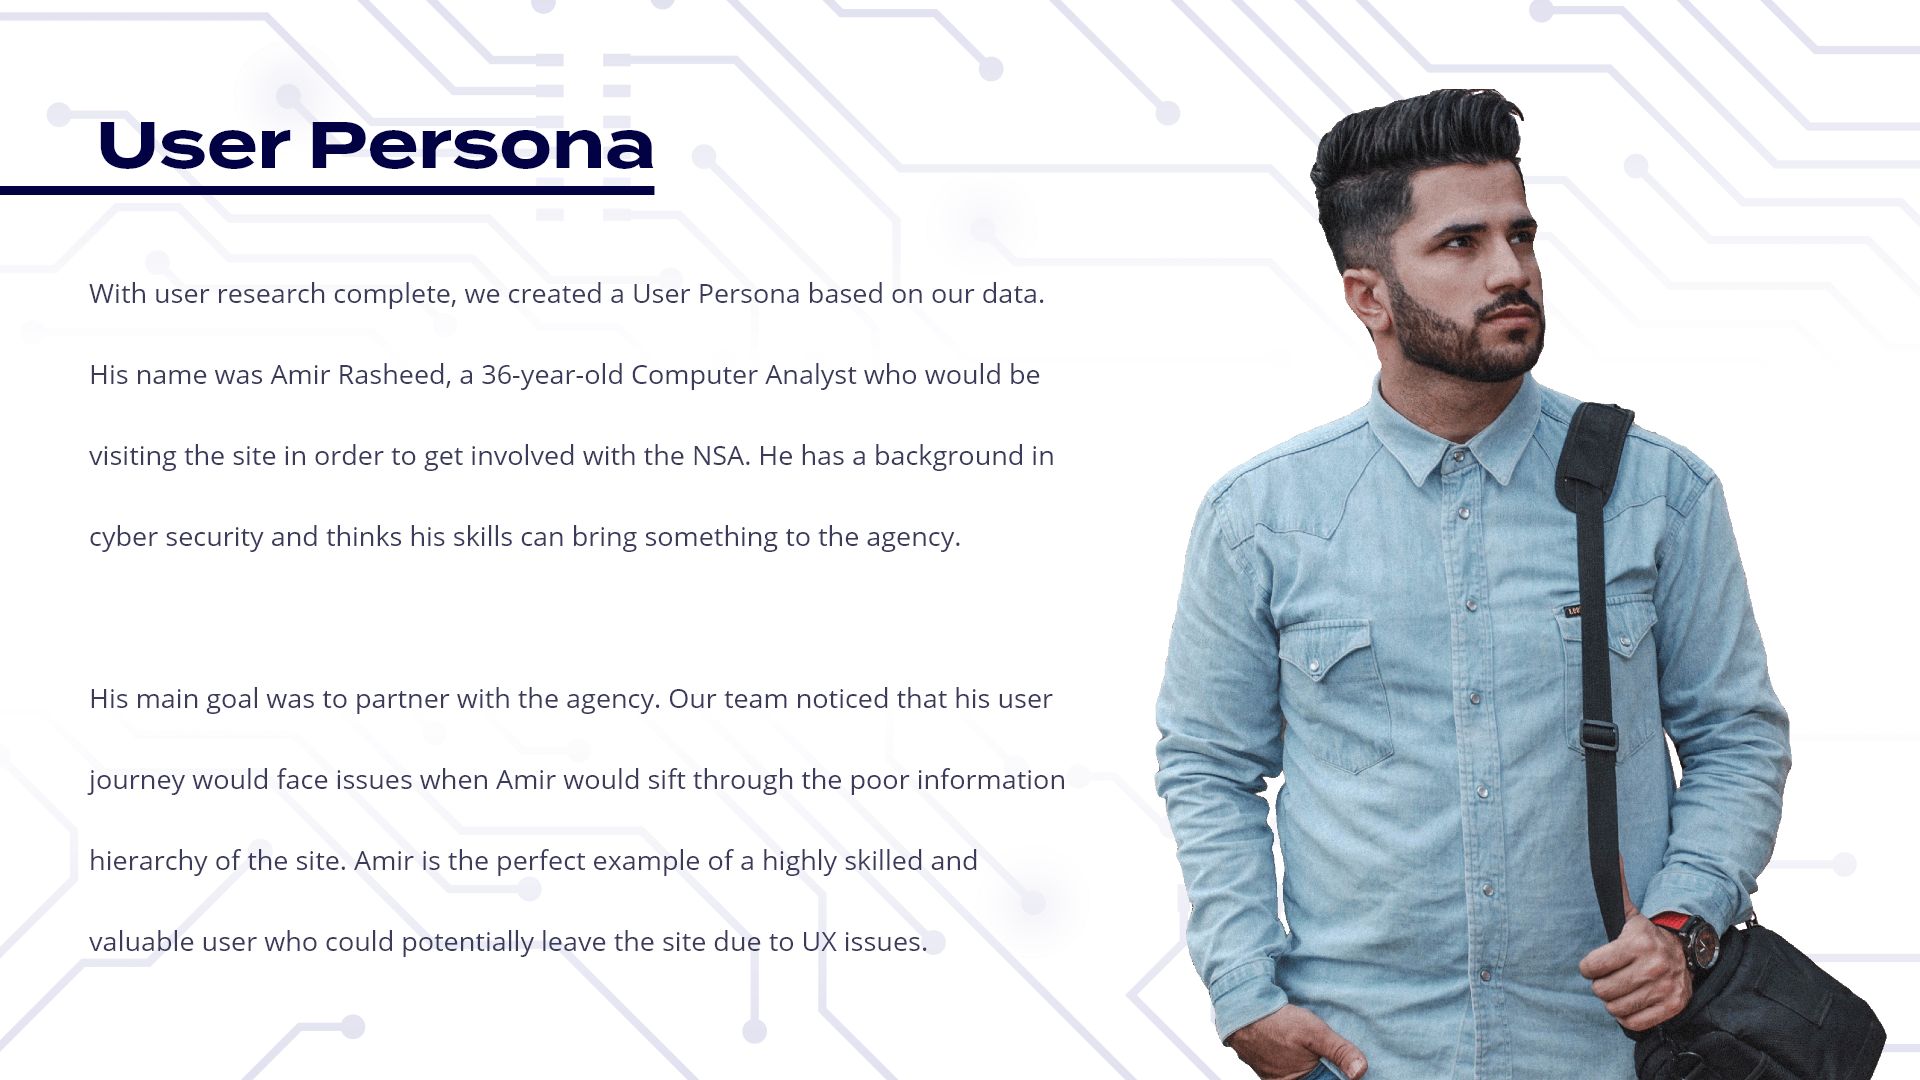 User Persona
With user research complete, we created a User Persona based on our data.
His name was Amir Rasheed, a 36-year-old Computer Analyst who would be
visiting the site in order to get involved with the NSA. He has a background in
cyber security and thinks his skills can bring something to the agency.
His main goal was to partner with the agency. Our team noticed that his user
journey would face issues when Amir would sift through the poor information
hierarchy of the site. Amir is the perfect example of a highly skilled and
valuable user who could potentially leave the site due to UX issues.